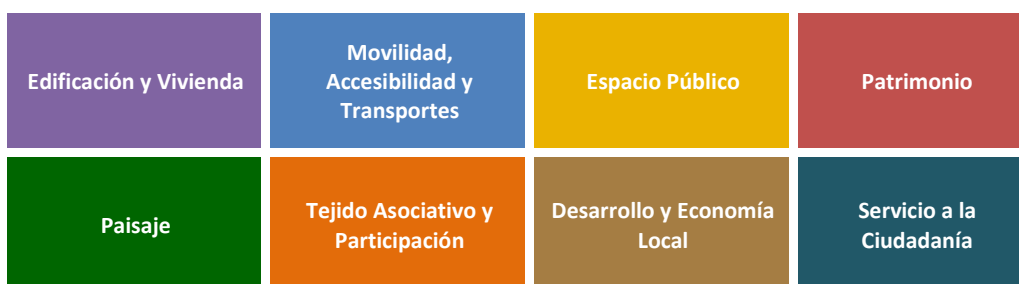 Edificación y Vivienda
Movilidad,
Accesibilidad y
Transportes
Espacio Público
Patrimonio
Paisaje
Tejido Asociativo y
Participación
Desarrollo y Economía
Local
Servicio a la
Ciudadanía